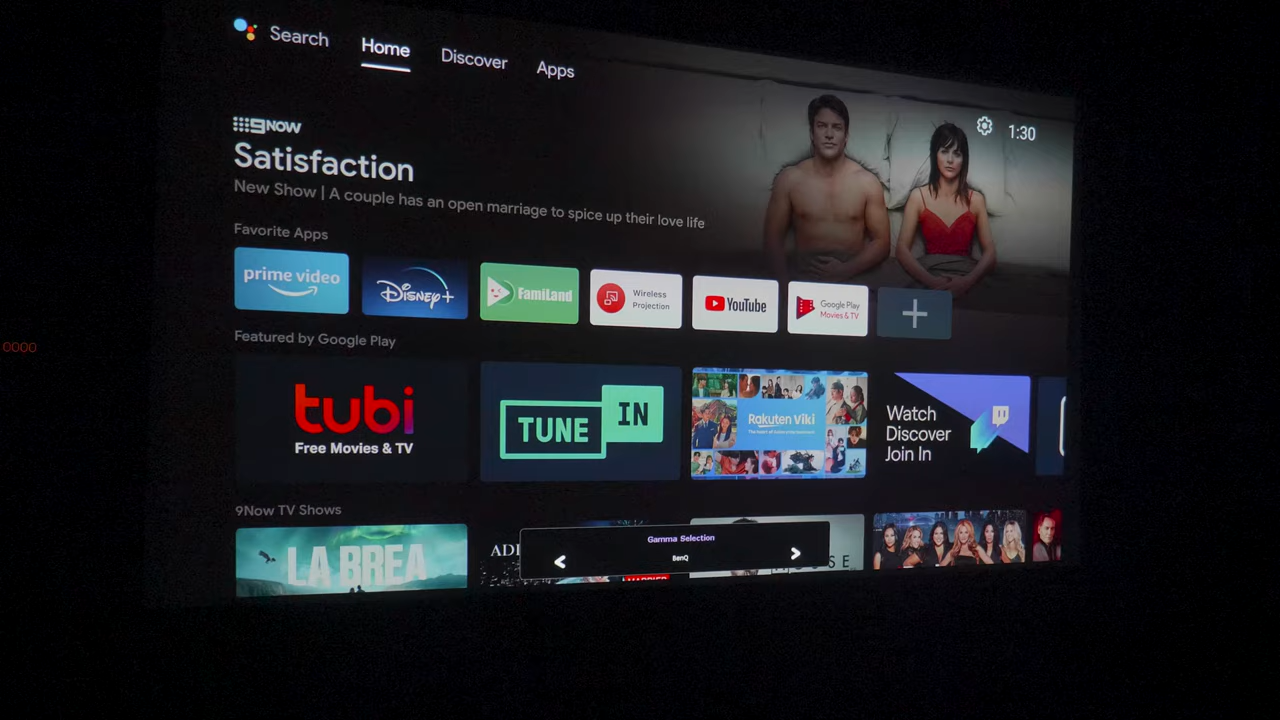 Search
Home
Discover
Apps
1:30
9NOW
Satisfaction
New Show | A couple has an open marriage to spice up their love life
Favorite Apps
prime video
Disney+
FamiLand
Wireless
Projection
YouTube
Google Play
Movies & TV
Featured by Google Play
0000
tubi
Free Movies & TV
TUNE IN
Rakuten Viki
Watch
Discover
Join In
9Now TV Shows
LA BREA
Gamma Selection
BenQ